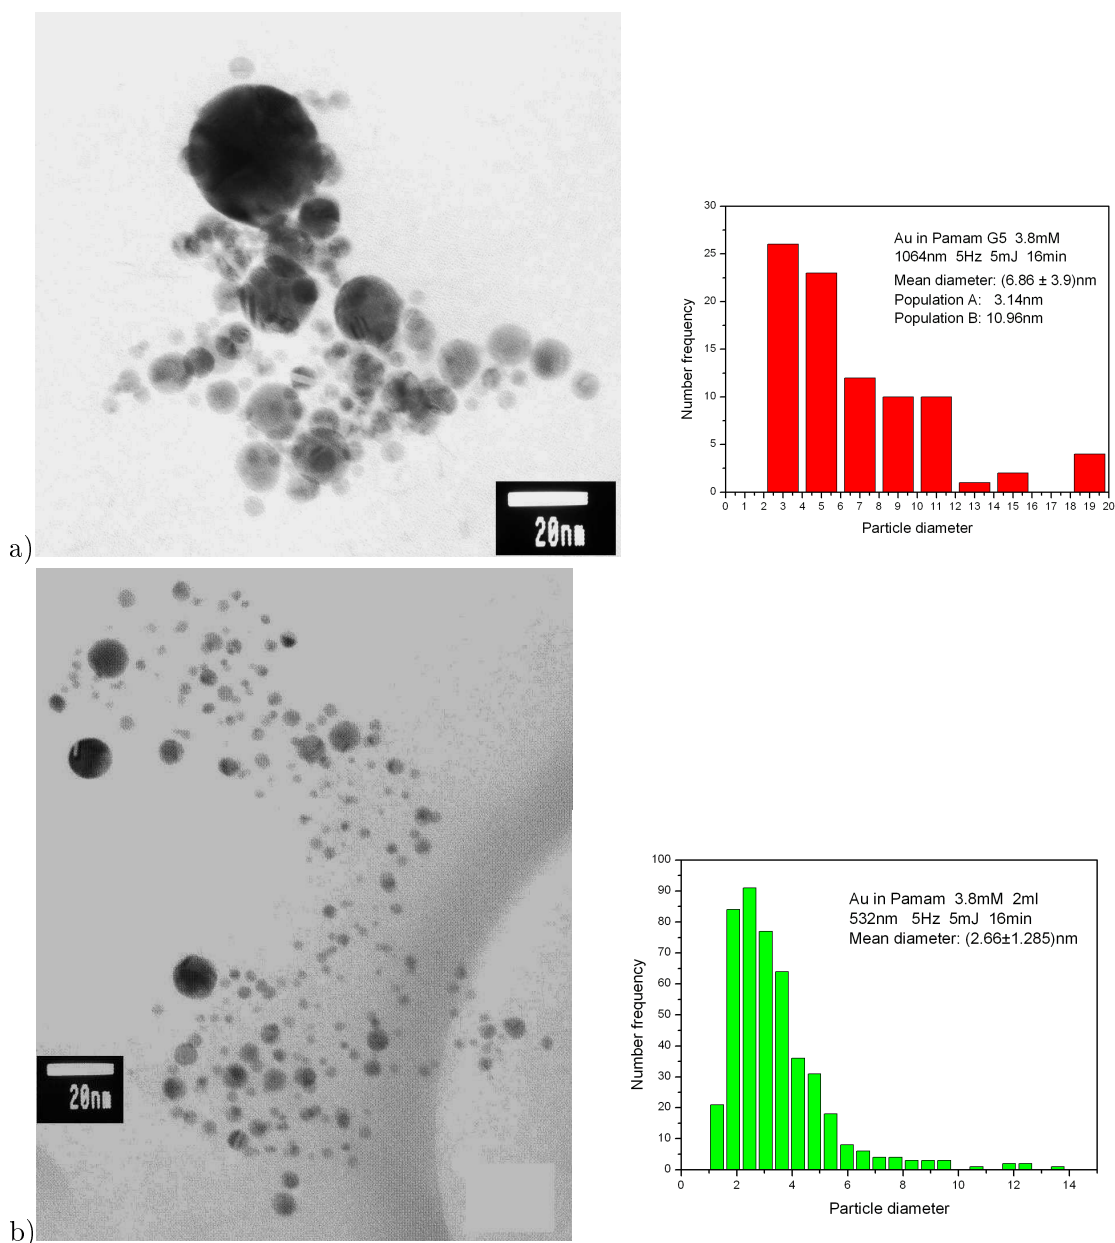 a)
20nm
30
25
20
15
10
5
0
Number frequency
Au in Pamam G5 3.8mM
1064nm 5Hz 5mJ 16min
Mean diameter: (6.86 ± 3.9)nm
Population A: 3.14nm
Population B: 10.96nm
0 1 2 3 4 5 6 7 8 9 10 11 12 13 14 15 16 17 18 19 20
Particle diameter
b)
20nm
100
90
80
70
60
50
40
30
20
10
0
Number frequency
Au in Pamam 3.8mM 2ml
532nm 5Hz 5mJ 16min
Mean diameter: (2.66±1.285)nm
0 2 4 6 8 10 12 14
Particle diameter